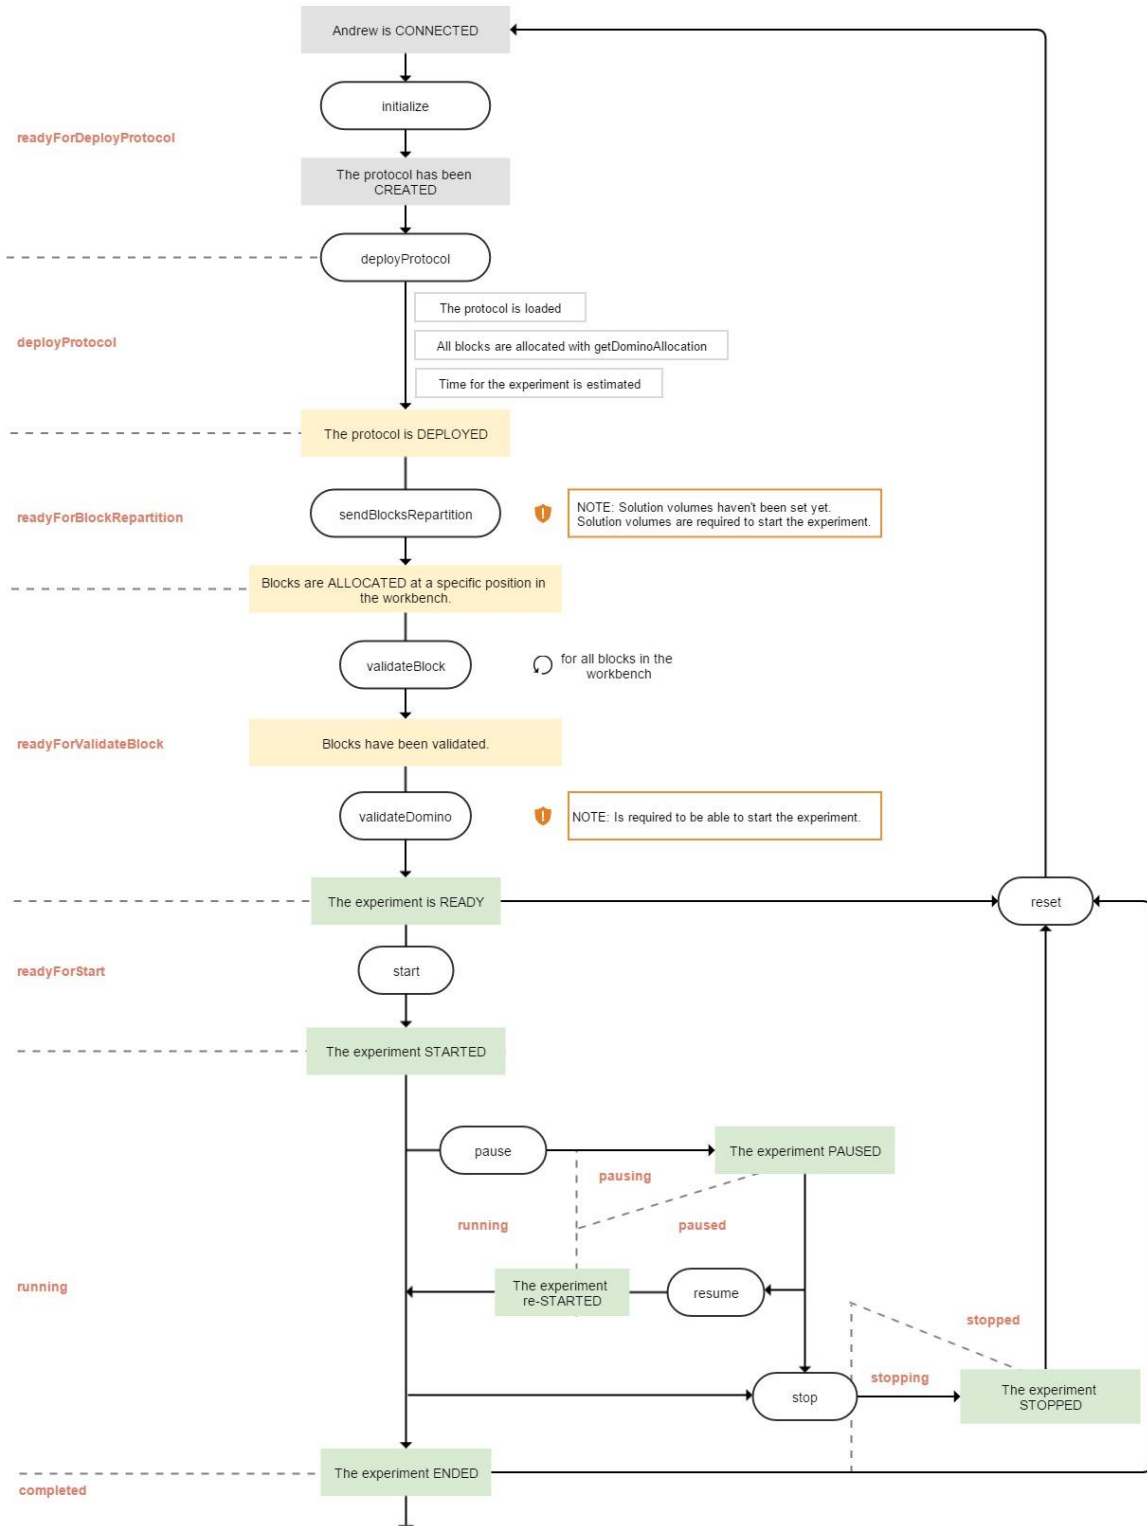 Andrew is CONNECTED
initialize
readyForDeployProtocol
The protocol has been
CREATED
deployProtocol
The protocol is loaded
deployProtocol
All blocks are allocated with getDominoAllocation
Time for the experiment is estimated
The protocol is DEPLOYED
readyForBlockRepartition
sendBlocksRepartition
NOTE: Solution volumes haven't been set yet.
Solution volumes are required to start the experiment.
Blocks are ALLOCATED at a specific position in
the workbench.
validateBlock
for all blocks in the
workbench
readyForValidateBlock
Blocks have been validated.
validateDomino
NOTE: Is required to be able to start the experiment.
The experiment is READY
reset
readyForStart
start
The experiment STARTED
pause
The experiment PAUSED
pausing
running
paused
running
The experiment
re-STARTED
resume
stopped
stopping
stop
The experiment
STOPPED
The experiment ENDED
completed